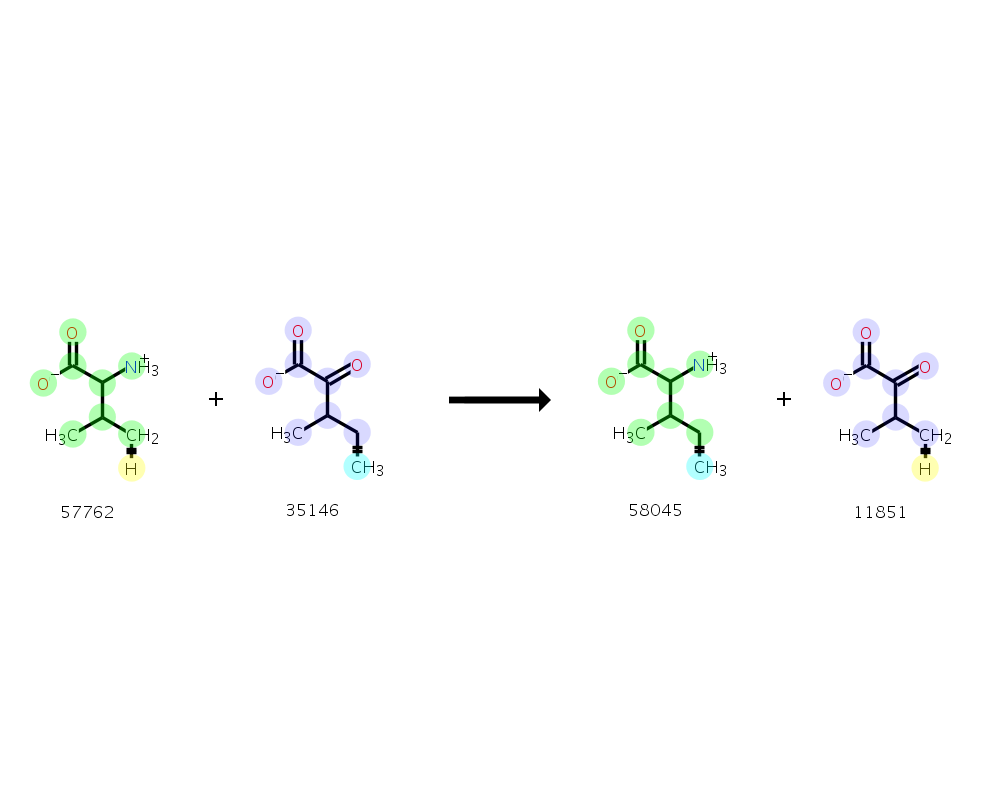 O O O O
O⁻ NH₃⁺ O⁻ O O⁻ NH₃⁺ O⁻ O
+ +
H₃C CH₂ H₃C H₃C H₃C CH₂
H CH₃ CH₃ H
57762 35146 58045 11851